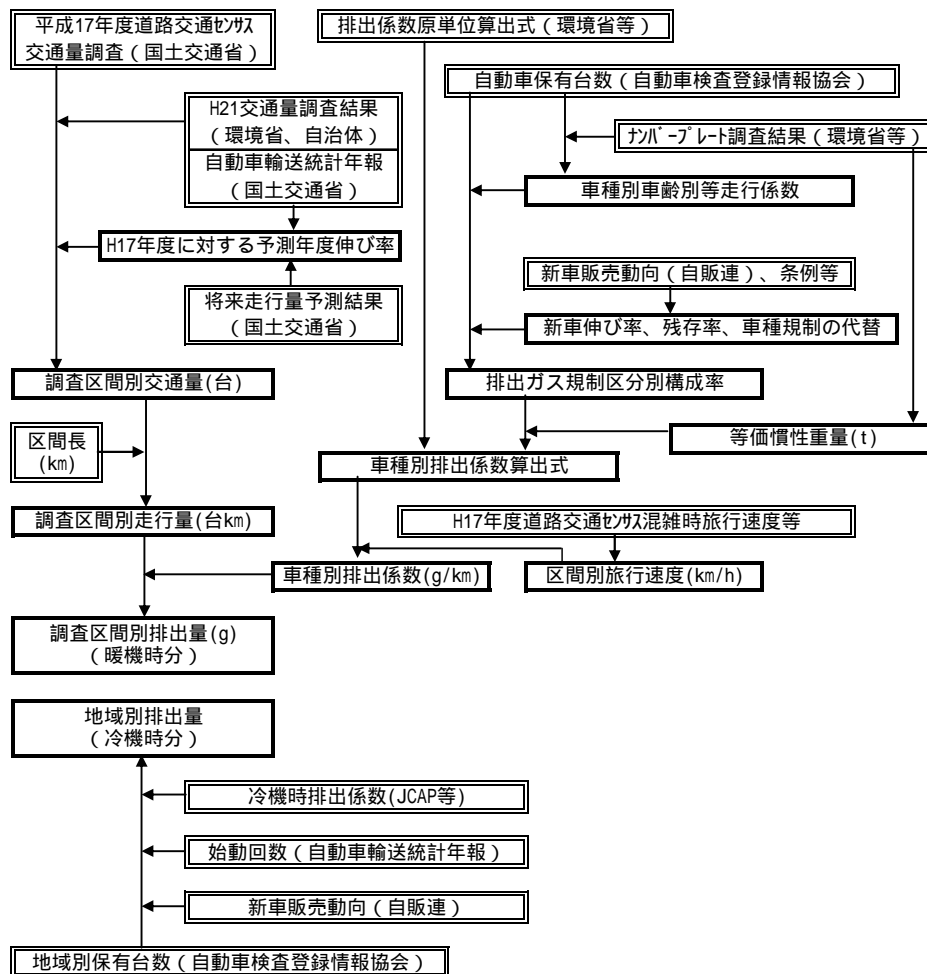 平成17年度道路交通センサス
交通量調査(国土交通省)
排出係数原単位算出式(環境省等)
自動車保有台数(自動車検査登録情報協会)
H21交通量調査結果
(環境省、自治体)
自動車輸送統計年報
(国土交通省)
ナンバープレート調査結果(環境省等)
車種別車齢別等走行係数
H17年度に対する予測年度伸び率
新車販売動向(自販連)、条例等
将来走行量予測結果
(国土交通省)
新車伸び率、残存率、車種規制の代替
調査区間別交通量(台)
排出ガス規制区分別構成率
区間長
(km)
等価慣性重量(t)
車種別排出係数算出式
調査区間別走行量(台km)
H17年度道路交通センサス混雑時旅行速度等
車種別排出係数(g/km)
区間別旅行速度(km/h)
調査区間別排出量(g)
(暖機時分)
地域別排出量
(冷機時分)
冷機時排出係数(JCAP等)
始動回数(自動車輸送統計年報)
新車販売動向(自販連)
地域別保有台数(自動車検査登録情報協会)